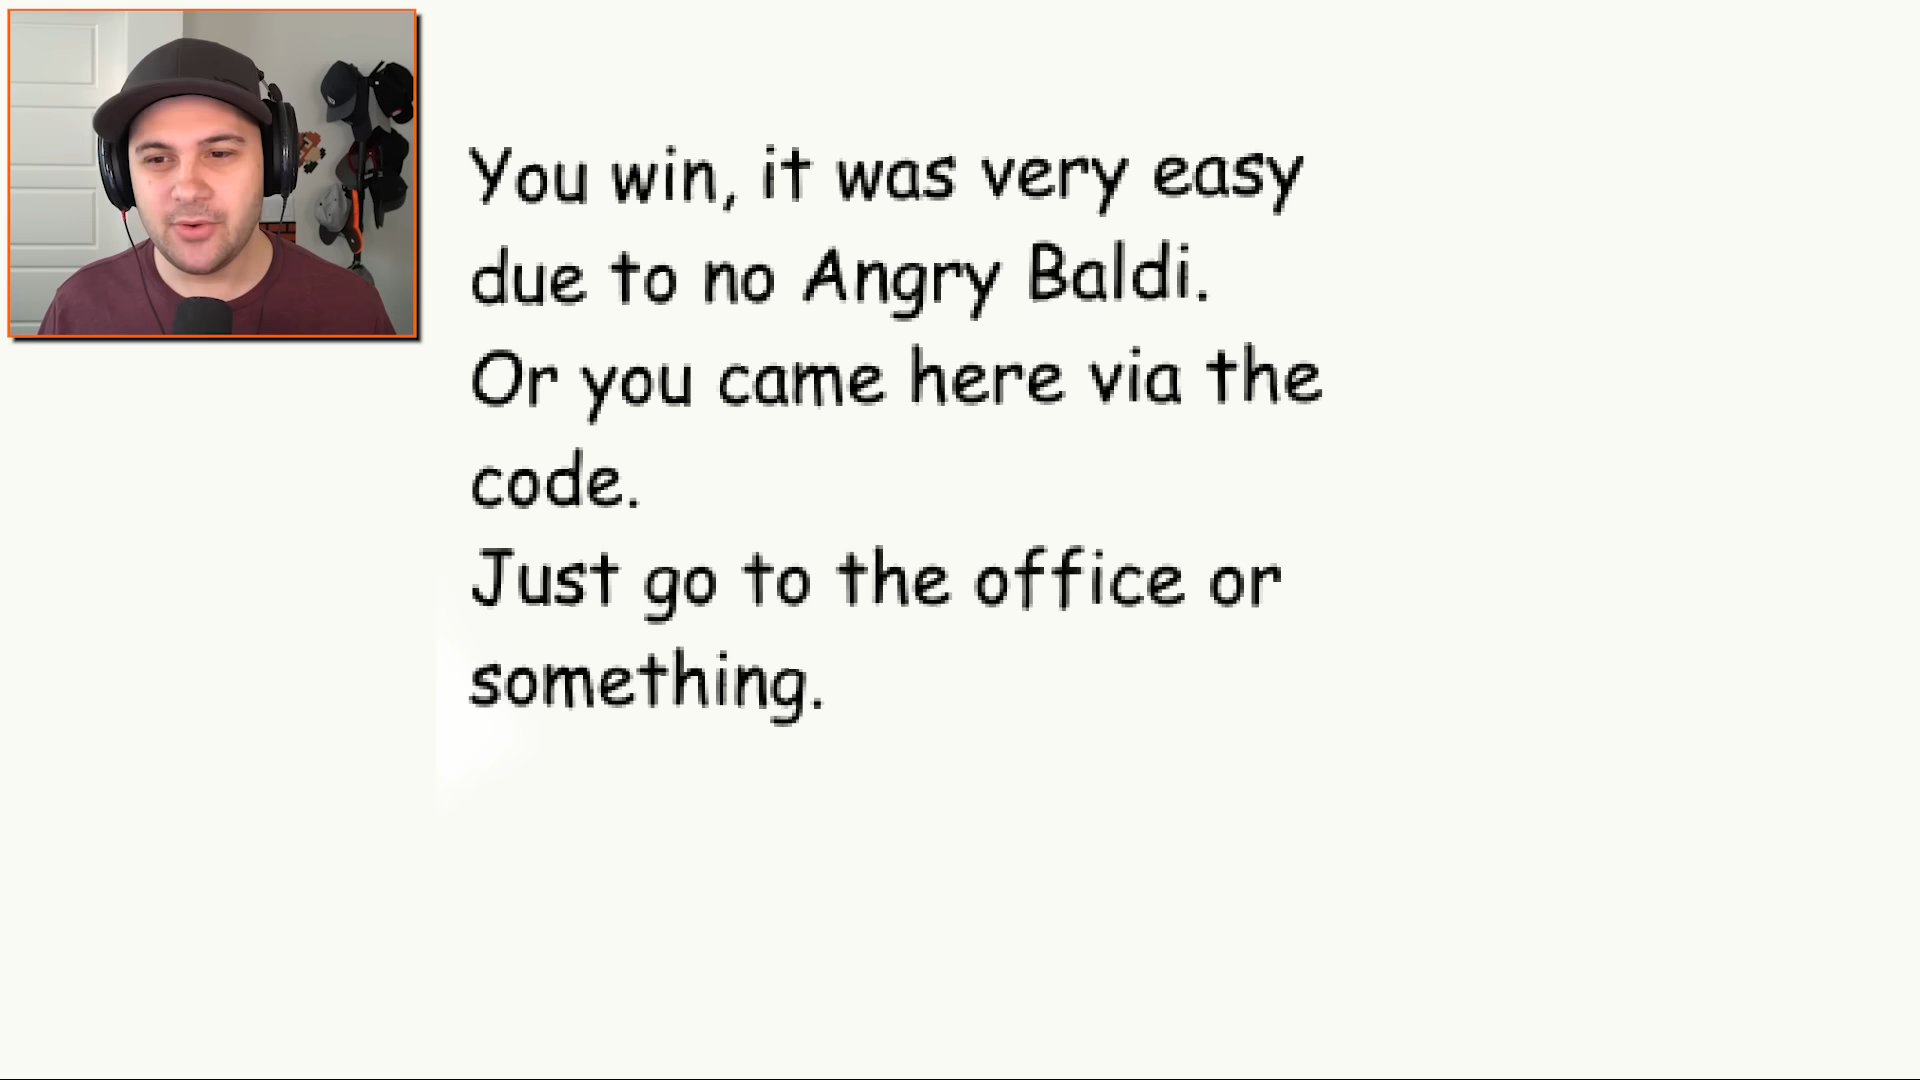 You win, it was very easy
due to no Angry Baldi.
Or you came here via the
code.
Just go to the office or
something.